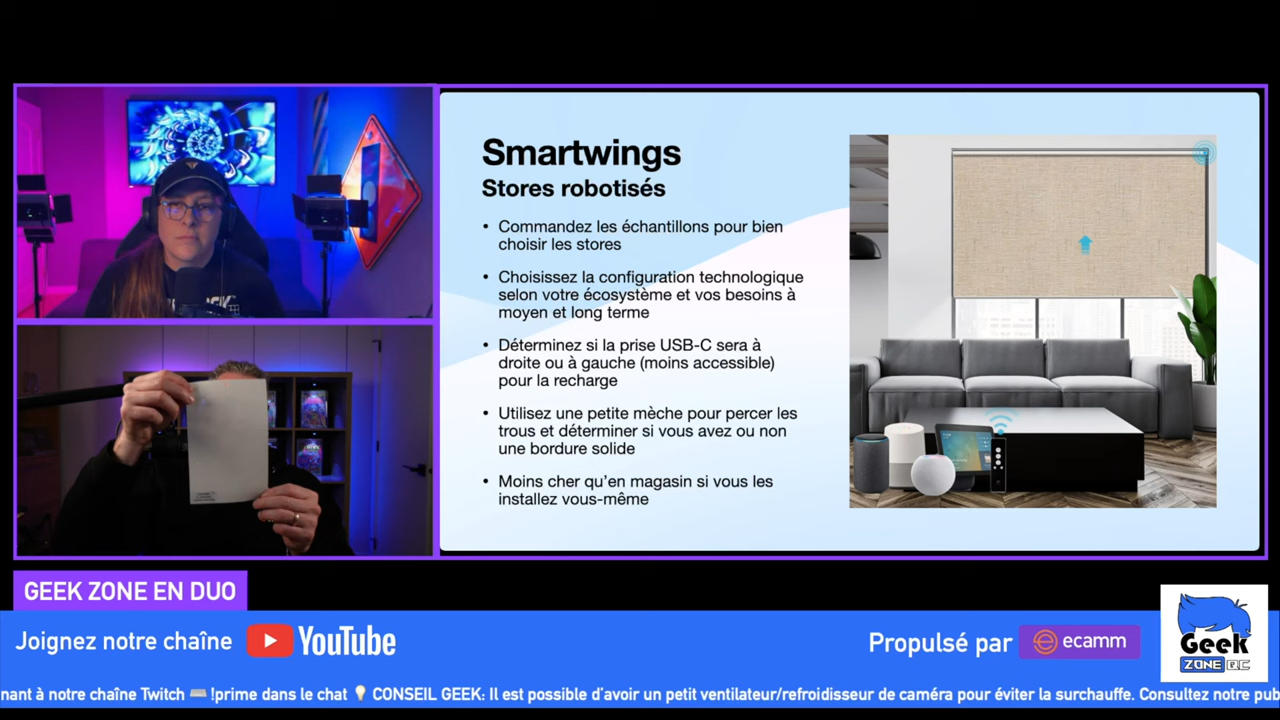 Smartwings
Stores robotisés
• Commandez les échantillons pour bien
choisir les stores
• Choisissez la configuration technologique
selon votre écosystème et vos besoins à
moyen et long terme
• Déterminez si la prise USB-C sera à
droite ou à gauche (moins accessible)
pour la recharge
• Utilisez une petite mèche pour percer les
trous et déterminer si vous avez ou non
une bordure solide
• Moins cher qu'en magasin si vous les
installez vous-même
GEEK ZONE EN DUO
Joignez notre chaîne YouTube
Propulsé par ecamm
Geek
ZONE QC
nant à notre chaîne Twitch ⌨️ !prime dans le chat 💡 CONSEIL GEEK: Il est possible d'avoir un petit ventilateur/refroidisseur de caméra pour éviter la surchauffe. Consultez notre pub